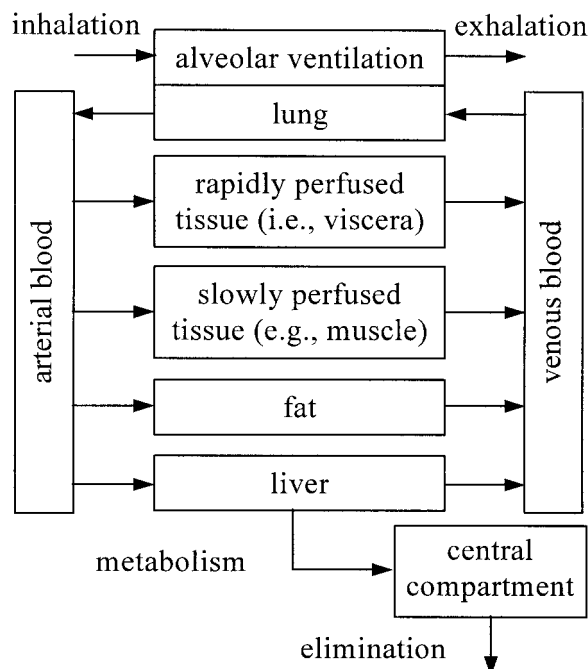 inhalation
exhalation
alveolar ventilation
lung
rapidly perfused
tissue (i.e., viscera)
slowly perfused
tissue (e.g., muscle)
fat
liver
arterial blood
venous blood
metabolism
central
compartment
elimination